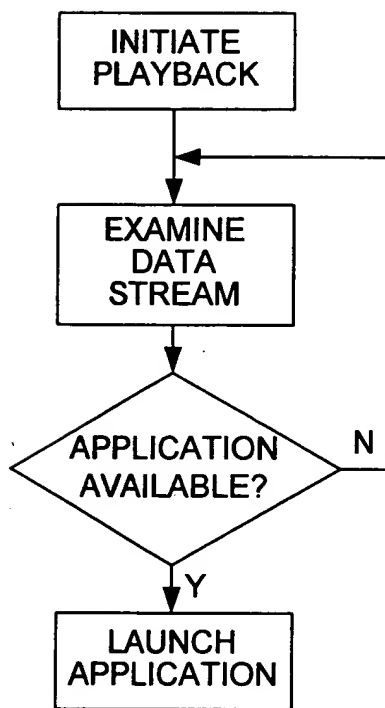 INITIATE
PLAYBACK
EXAMINE
DATA
STREAM
APPLICATION
AVAILABLE?
N
Y
LAUNCH
APPLICATION